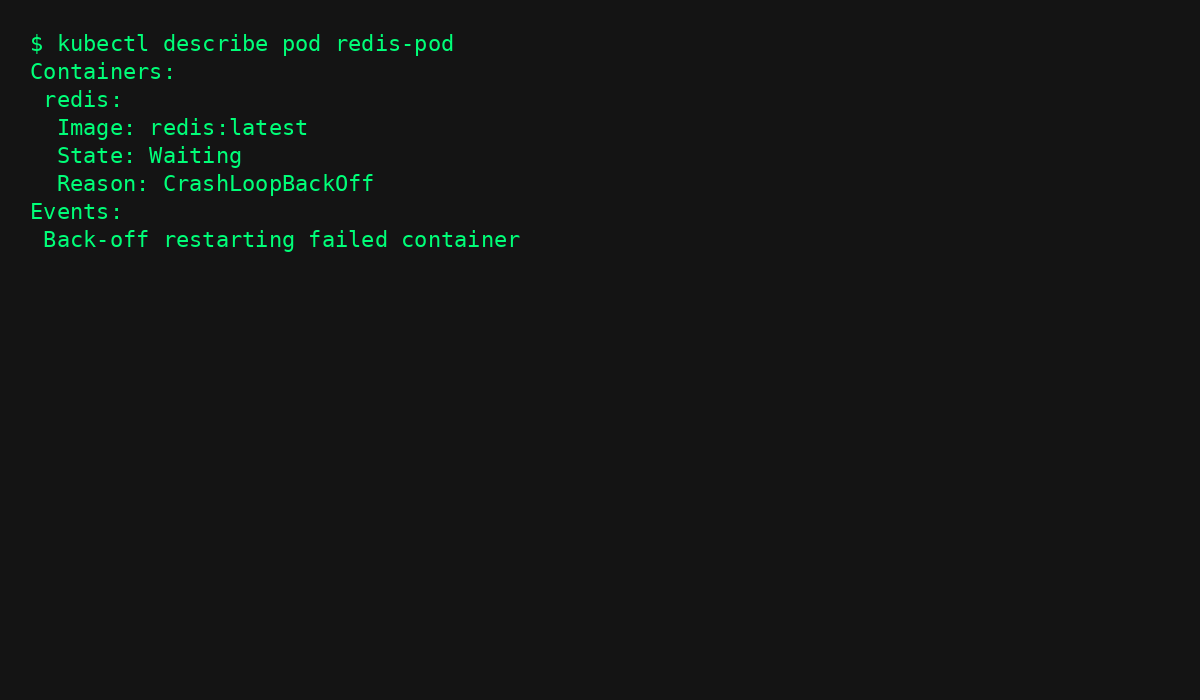 $ kubectl describe pod redis-pod
Containers:
 redis:
  Image: redis:latest
  State: Waiting
  Reason: CrashLoopBackOff
Events:
 Back-off restarting failed container